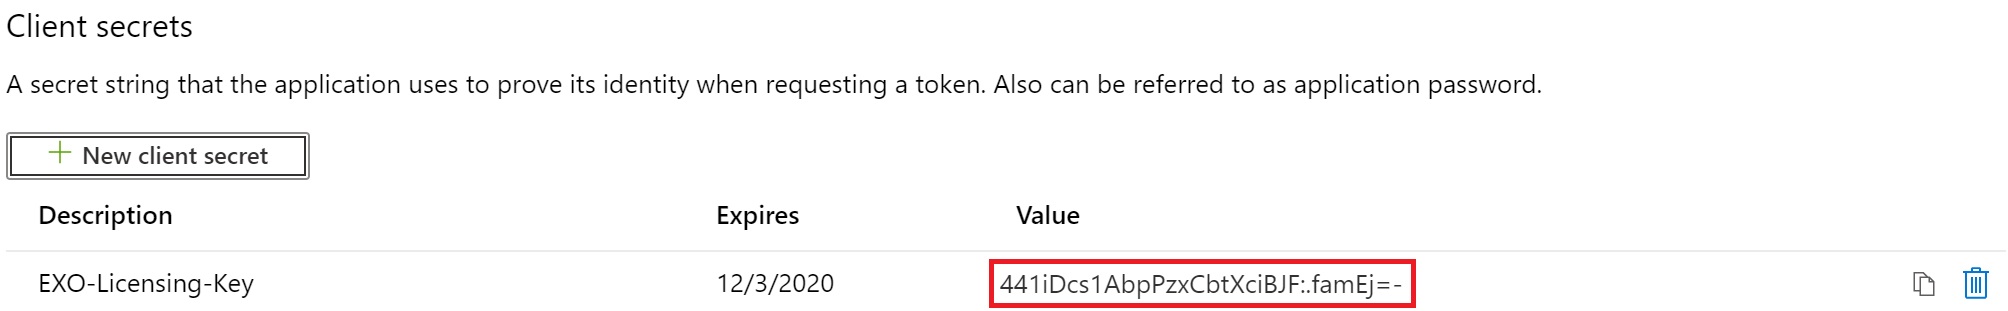 Client secrets
A secret string that the application uses to prove its identity when requesting a token. Also can be referred to as application password.
+ New client secret
Description Expires Value
EXO-Licensing-Key 12/3/2020 441iDcs1AbpPzxCbtXciBJF:.famEj=-